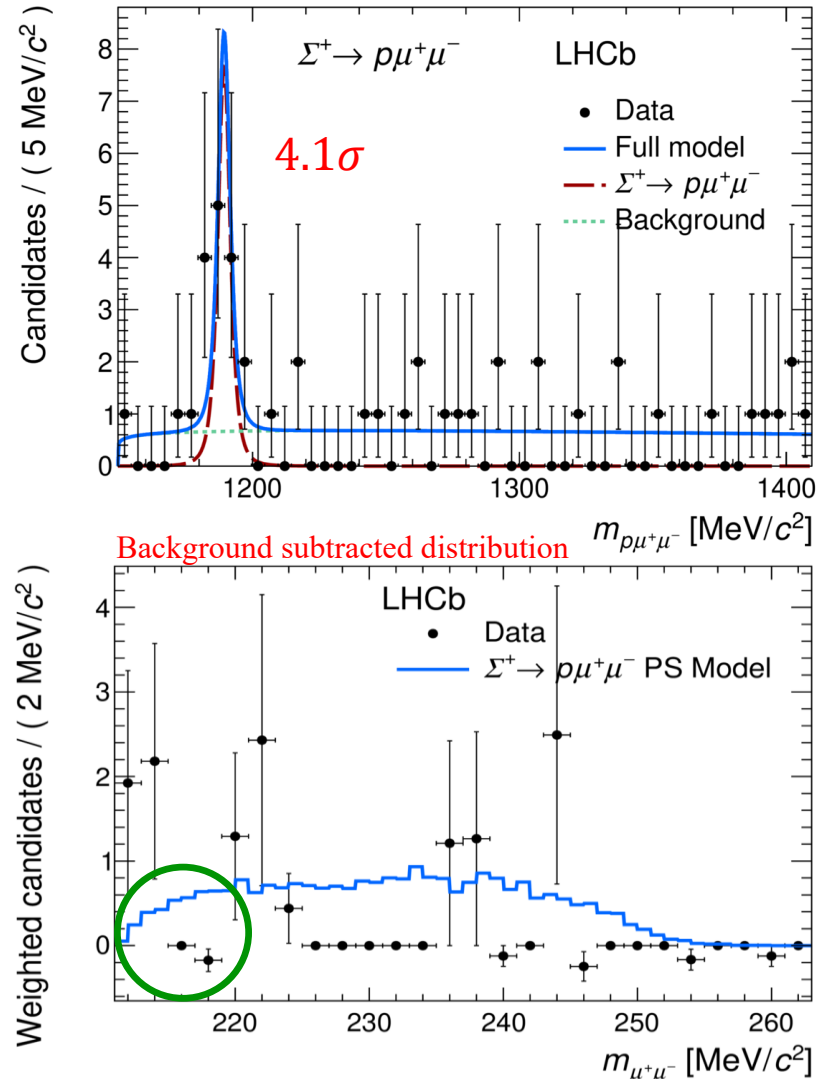 Σ⁺→ pμ⁺μ⁻
LHCb
4.1σ
Data
Full model
Σ⁺→ pμ⁺μ⁻
Background
Candidates / ( 5 MeV/c² )
8
7
6
5
4
3
2
1
0
1200
1300
1400
m_{pμ⁺μ⁻} [MeV/c²]
Background subtracted distribution
LHCb
Data
Σ⁺→ pμ⁺μ⁻ PS Model
Weighted candidates / ( 2 MeV/c² )
4
3
2
1
0
220
230
240
250
260
m_{μ⁺μ⁻} [MeV/c²]